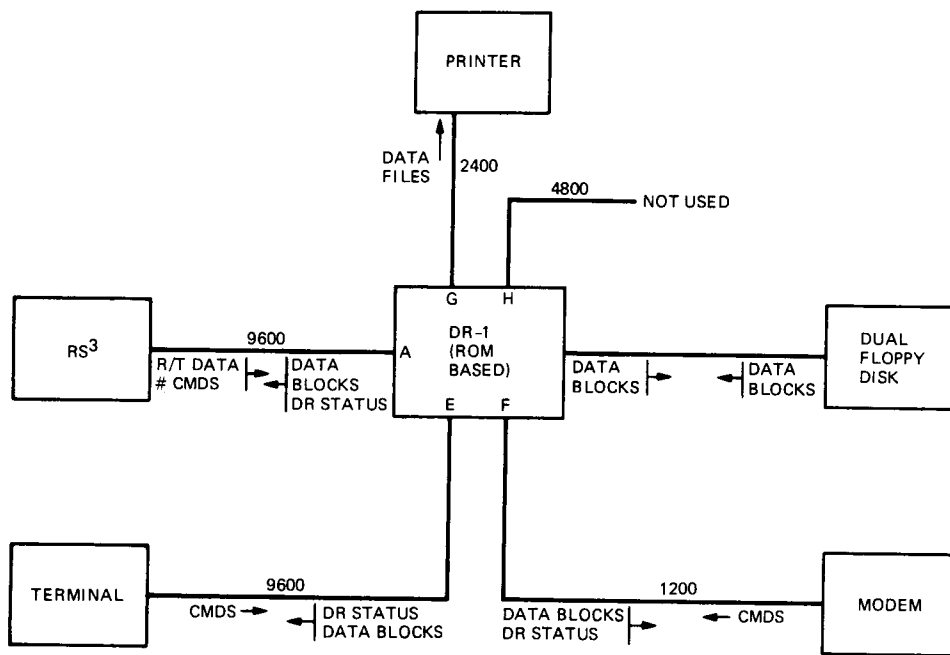 PRINTER
DATA
FILES
2400
4800
NOT USED
G H
DR-1
(ROM
BASED)
A
E F
RS³
9600
R/T DATA
# CMDS
DATA
BLOCKS
DR STATUS
DATA
BLOCKS
DATA
BLOCKS
DUAL
FLOPPY
DISK
TERMINAL
9600
CMDS
DR STATUS
DATA BLOCKS
1200
DATA BLOCKS
DR STATUS
CMDS
MODEM